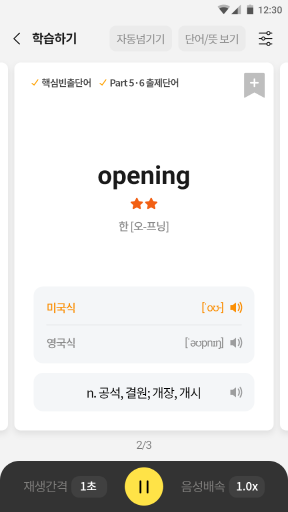 12:30
학습하기
자동넘기기
단어/뜻 보기
핵심빈출단어
Part 5·6 출제단어
opening
한 [오-프닝]
미국식
영국식
[ˈəʊpnɪŋ]
n. 공석, 결원; 개장, 개시
2/3
재생간격
1초
음성배속
1.0x